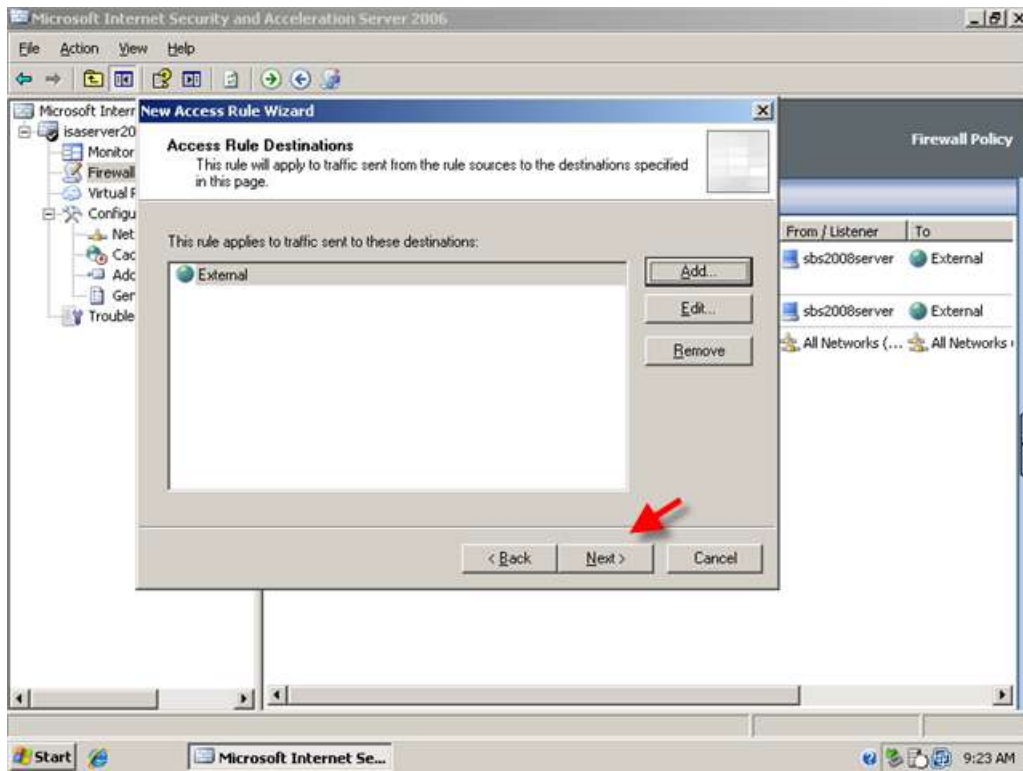 Microsoft Internet Security and Acceleration Server 2006
File Action View Help
Microsoft Interr
isaserver20
Monitor
Firewal
Virtual F
Configu
Net
Cac
Adc
Ger
Trouble
New Access Rule Wizard
Access Rule Destinations
This rule will apply to traffic sent from the rule sources to the destinations specified
in this page.
This rule applies to traffic sent to these destinations:
External
Add...
Edit...
Remove
< Back Next > Cancel
Firewall Policy
From / Listener To
sbs2008server External
sbs2008server External
All Networks (... All Networks
Start Microsoft Internet Se... 9:23 AM